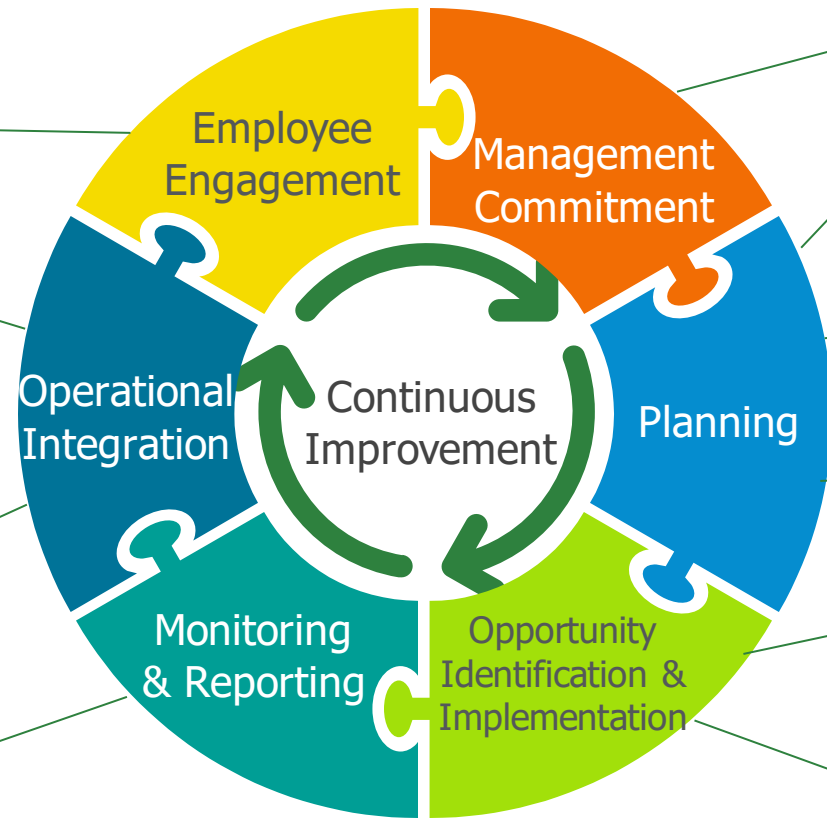 Employee
Engagement
Management
Commitment
Operational
Integration
Continuous
Improvement
Planning
Monitoring
& Reporting
Opportunity
Identification &
Implementation